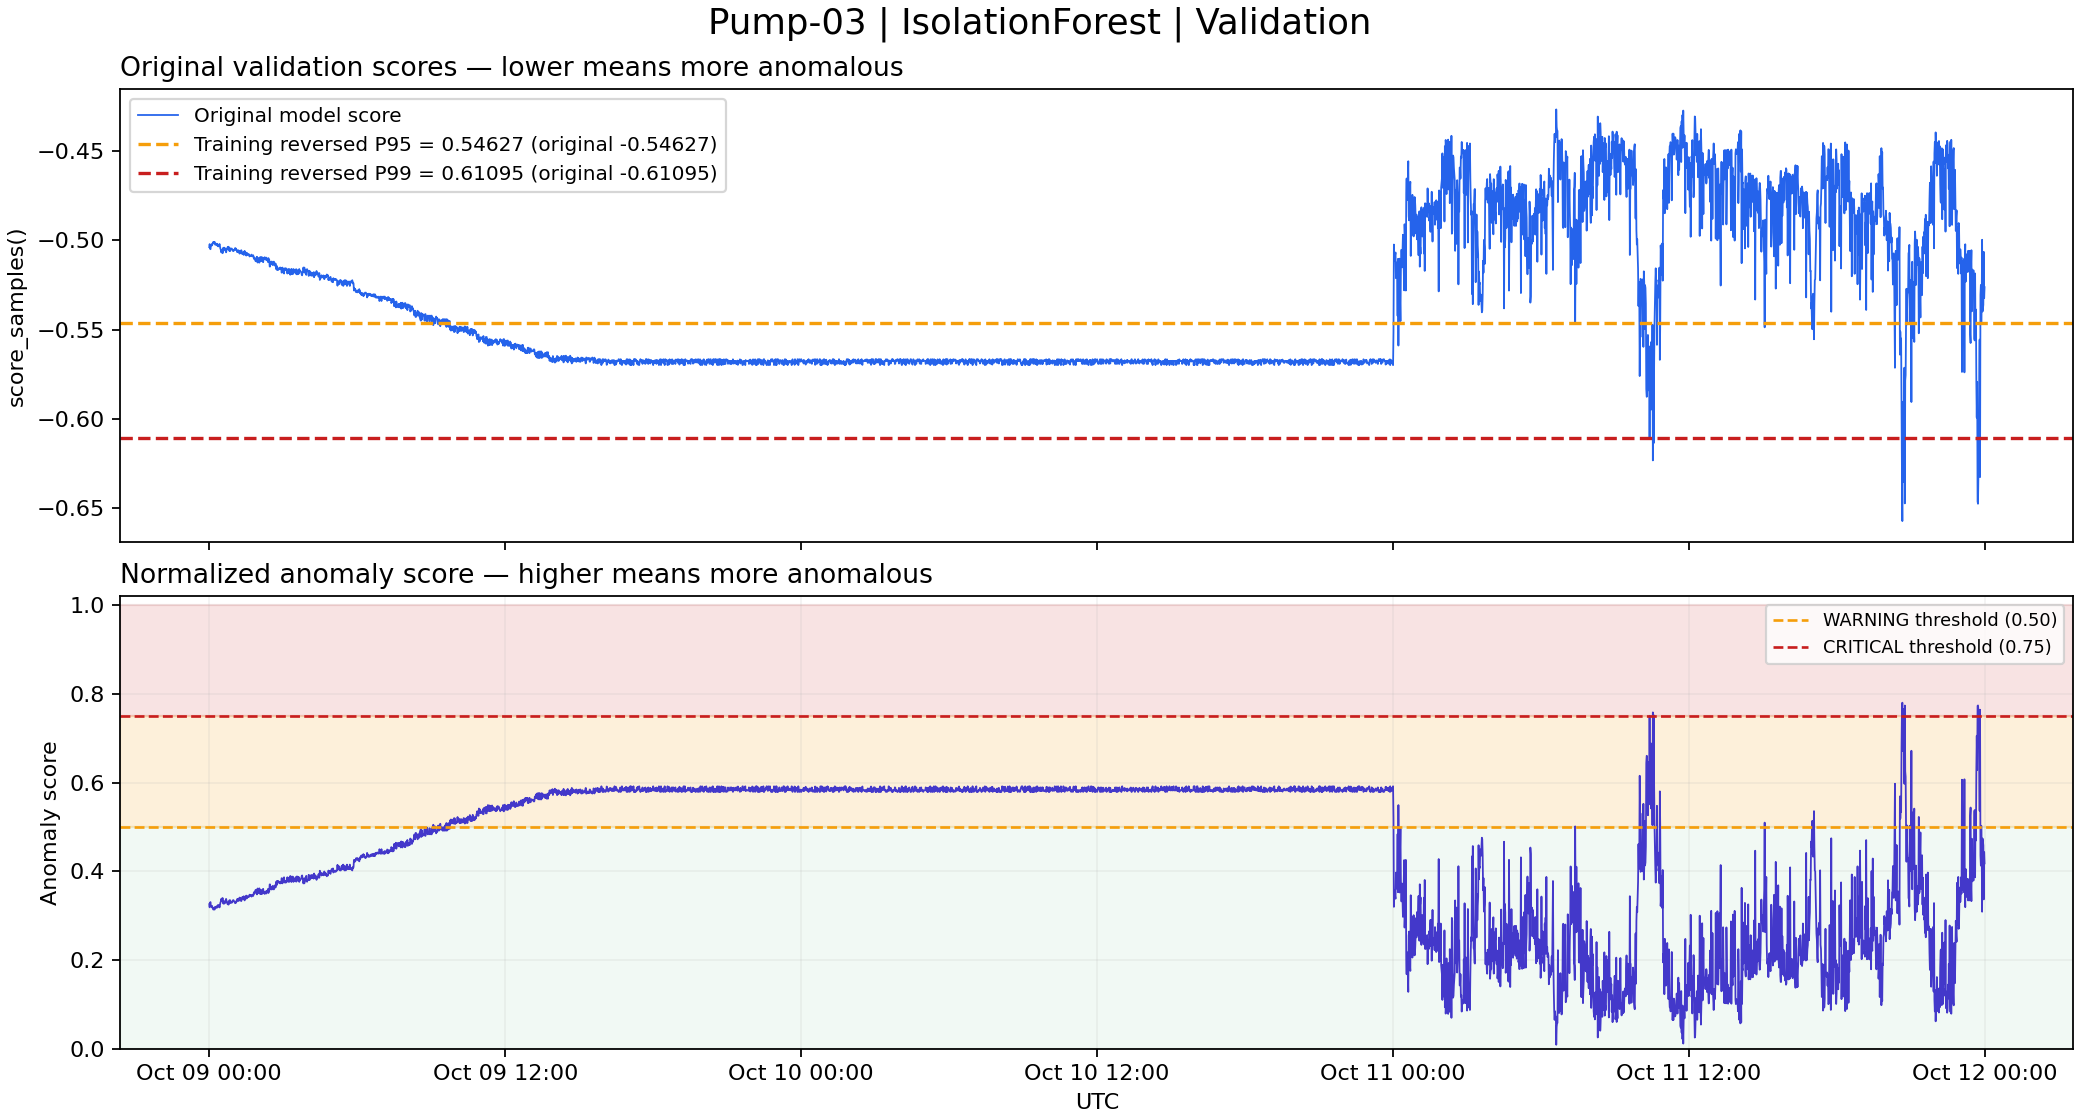 Pump-03 | IsolationForest | Validation
Original validation scores — lower means more anomalous
Original model score
Training reversed P95 = 0.54627 (original -0.54627)
Training reversed P99 = 0.61095 (original -0.61095)
score_samples()
−0.45
−0.50
−0.55
−0.60
−0.65
Normalized anomaly score — higher means more anomalous
WARNING threshold (0.50)
CRITICAL threshold (0.75)
Anomaly score
1.0
0.8
0.6
0.4
0.2
0.0
Oct 09 00:00
Oct 09 12:00
Oct 10 00:00
Oct 10 12:00
Oct 11 00:00
Oct 11 12:00
Oct 12 00:00
UTC